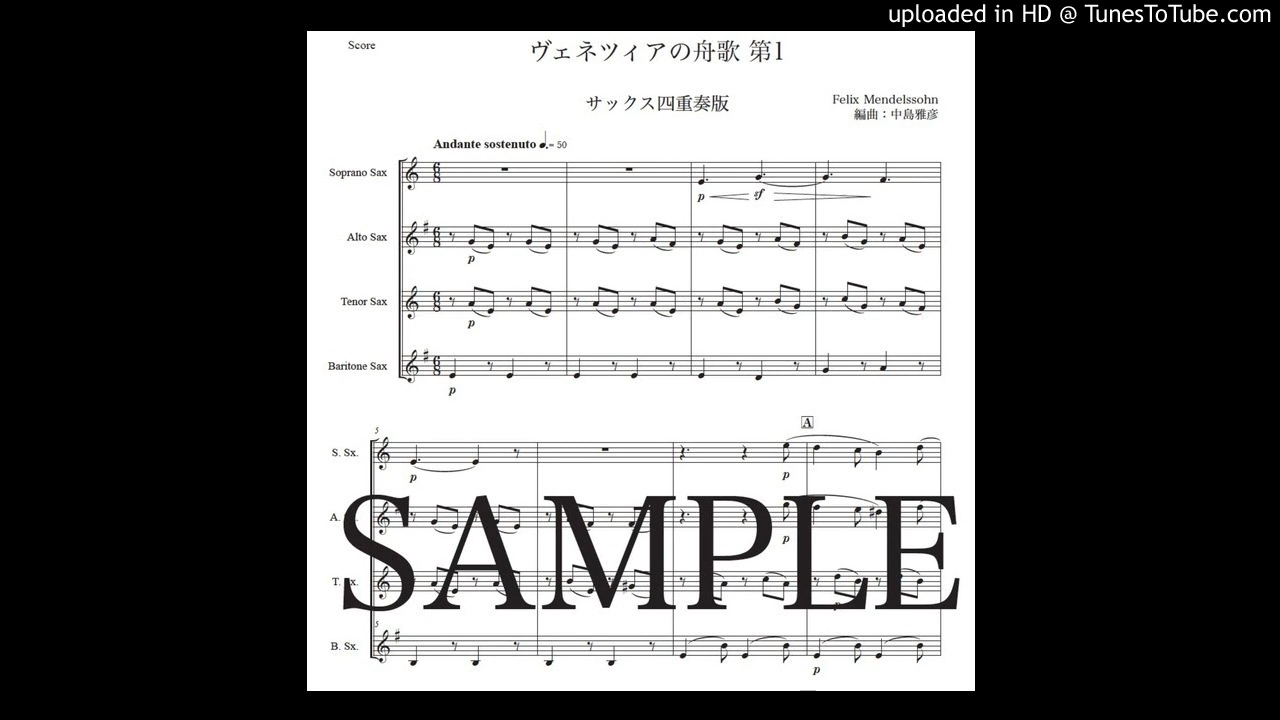 uploaded in HD @ TunesToTube.com
Score
ヴェネツィアの舟歌 第1
サックス四重奏版
Felix Mendelssohn
編曲：中島雅彦
Andante sostenuto ♩.= 50
Soprano Sax
p
sf
Alto Sax
p
Tenor Sax
p
Baritone Sax
p
5
A
S. Sx.
p
p
A.
p
SAMPLE
T. x.
p
5
B. Sx.
p